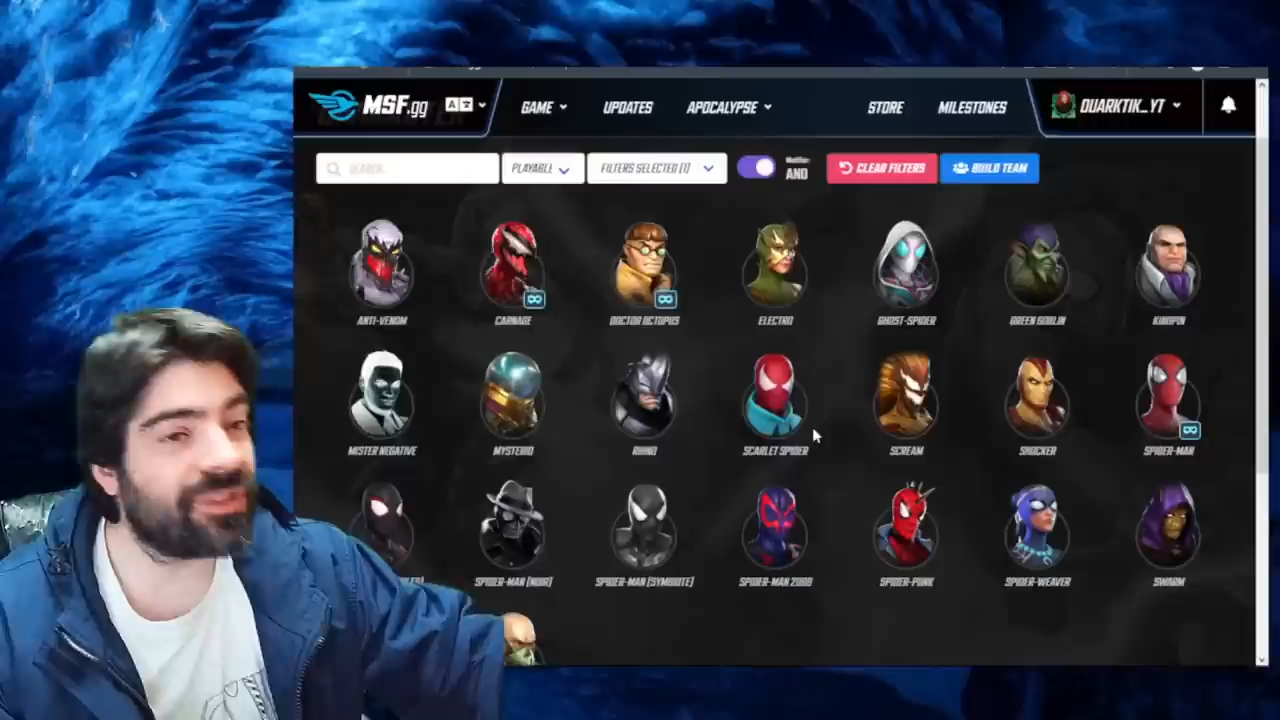 MSF.gg
GAME
UPDATES
APOCALYPSE
STORE
MILESTONES
DUARKTIK_YT
SEARCH
PLAYABLE
FILTERS SELECTED (1)
AND
CLEAR FILTERS
BUILD TEAM
ANTI-VENOM
CARNAGE
DOCTOR OCTOPUS
ELECTRO
GHOST-SPIDER
GREEN GOBLIN
KINGPIN
MISTER NEGATIVE
MYSTERIO
RHINO
SCARLET SPIDER
SCREAM
SHOCKER
SPIDER-MAN
SPIDER-MAN (NOIR)
SPIDER-MAN (SYMBIOTE)
SPIDER-MAN 2099
SPIDER-PUNK
SPIDER-WEAVER
SWARM